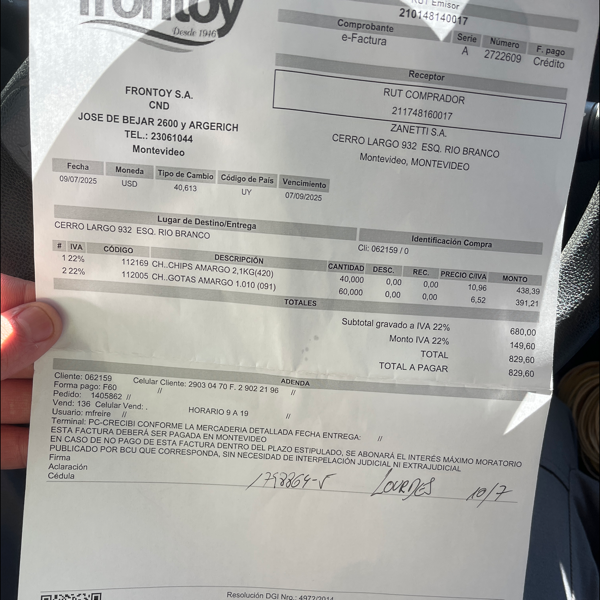 frontoy
Desde 1946
RUT Emisor
210148140017
Comprobante Serie Número F. pago
e-Factura A 2722609 Crédito
Receptor
RUT COMPRADOR
211748160017
ZANETTI S.A.
CERRO LARGO 932 ESQ. RIO BRANCO
Montevideo, MONTEVIDEO
FRONTOY S.A.
CND
JOSE DE BEJAR 2600 y ARGERICH
TEL.: 23061044
Montevideo
Fecha Moneda Tipo de Cambio Código de País Vencimiento
09/07/2025 USD 40,613 UY 07/09/2025
Lugar de Destino/Entrega Identificación Compra
CERRO LARGO 932 ESQ. RIO BRANCO Cli: 062159 / 0
# IVA CÓDIGO DESCRIPCIÓN CANTIDAD DESC. REC. PRECIO C/IVA MONTO
1 22% 112169 CH..CHIPS AMARGO 2,1KG(420) 40,000 0,00 0,00 10,96 438,39
2 22% 112005 CH..GOTAS AMARGO 1.010 (091) 60,000 0,00 0,00 6,52 391,21
TOTALES
Subtotal gravado a IVA 22% 680,00
Monto IVA 22% 149,60
TOTAL 829,60
TOTAL A PAGAR 829,60
ADENDA
Cliente: 062159 Celular Cliente: 2903 04 70 F. 2 902 21 96 //
Forma pago: F60 //
Pedido: 1405862 // //
Vend: 136 Celular Vend: . HORARIO 9 A 19 //
Usuario: mfreire //
Terminal: PC-CRECIBI CONFORME LA MERCADERIA DETALLADA FECHA ENTREGA: //
ESTA FACTURA DEBERÁ SER PAGADA EN MONTEVIDEO
EN CASO DE NO PAGO DE ESTA FACTURA DENTRO DEL PLAZO ESTIPULADO, SE ABONARÁ EL INTERÉS MÁXIMO MORATORIO
PUBLICADO POR BCU QUE CORRESPONDA, SIN NECESIDAD DE INTERPELACIÓN JUDICIAL NI EXTRAJUDICIAL
Firma
Aclaración
Cédula LOURDES 10/7
Resolución DGI Nro.: 4972/2014